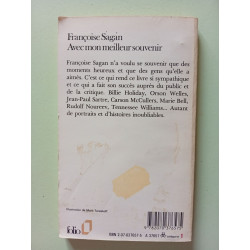 Françoise Sagan
Avec mon meilleur souvenir
Françoise Sagan n'a voulu se souvenir que des
moments heureux et que des gens qu'elle a
aimés. C'est ce qui rend ce livre si sympathique
et ce qui a fait son succès auprès du public et
de la critique. Billie Holiday, Orson Welles,
Jean-Paul Sartre, Carson McCullers, Marie Bell,
Rudolf Noureev, Tennessee Williams... Autant
de portraits et d'histoires inoubliables.
folio